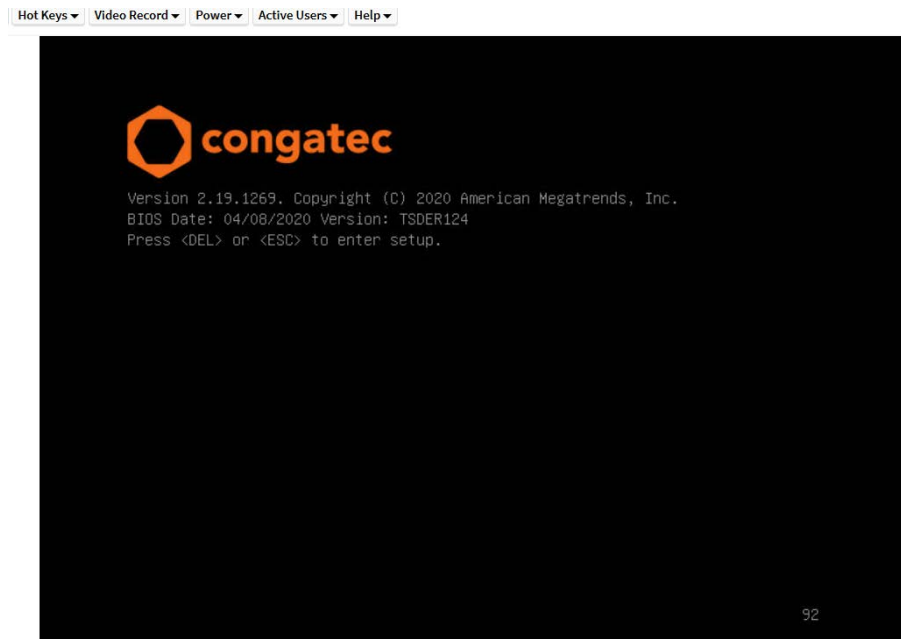 Hot Keys Video Record Power Active Users Help
congatec
Version 2.19.1269. Copyright (C) 2020 American Megatrends, Inc.
BIOS Date: 04/08/2020 Version: TSDER124
Press <DEL> or <ESC> to enter setup.
92